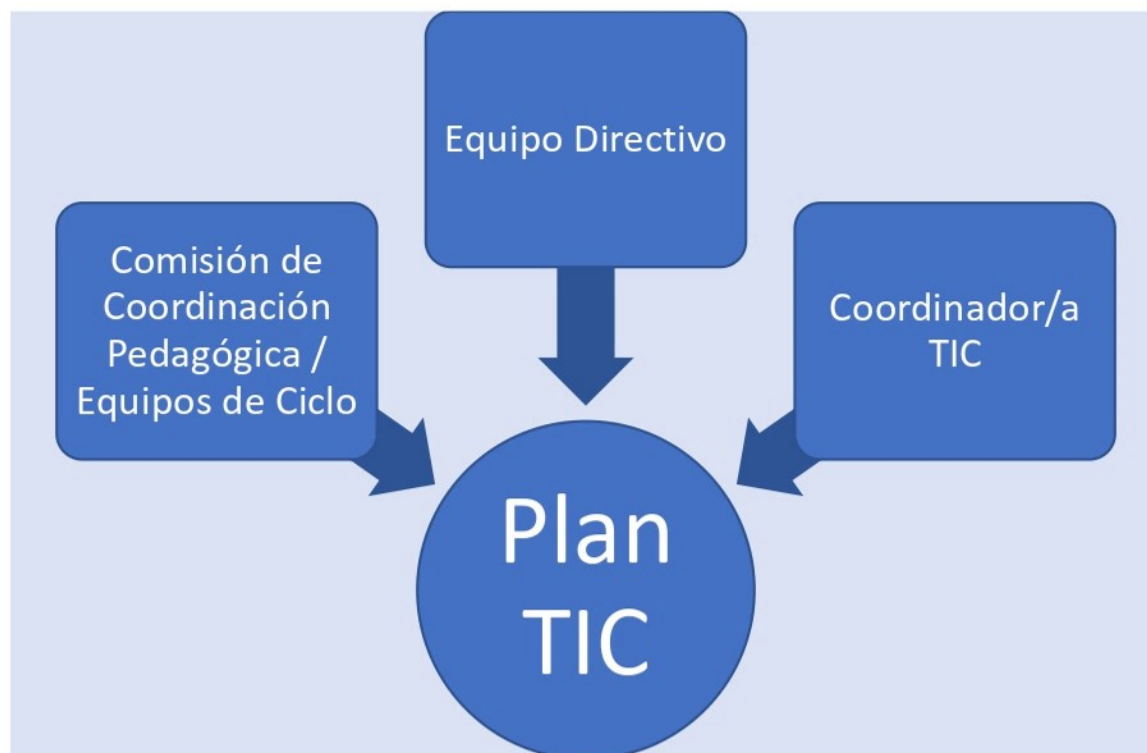 Equipo Directivo
Comisión de
Coordinación
Pedagógica /
Equipos de Ciclo
Coordinador/a
TIC
Plan
TIC